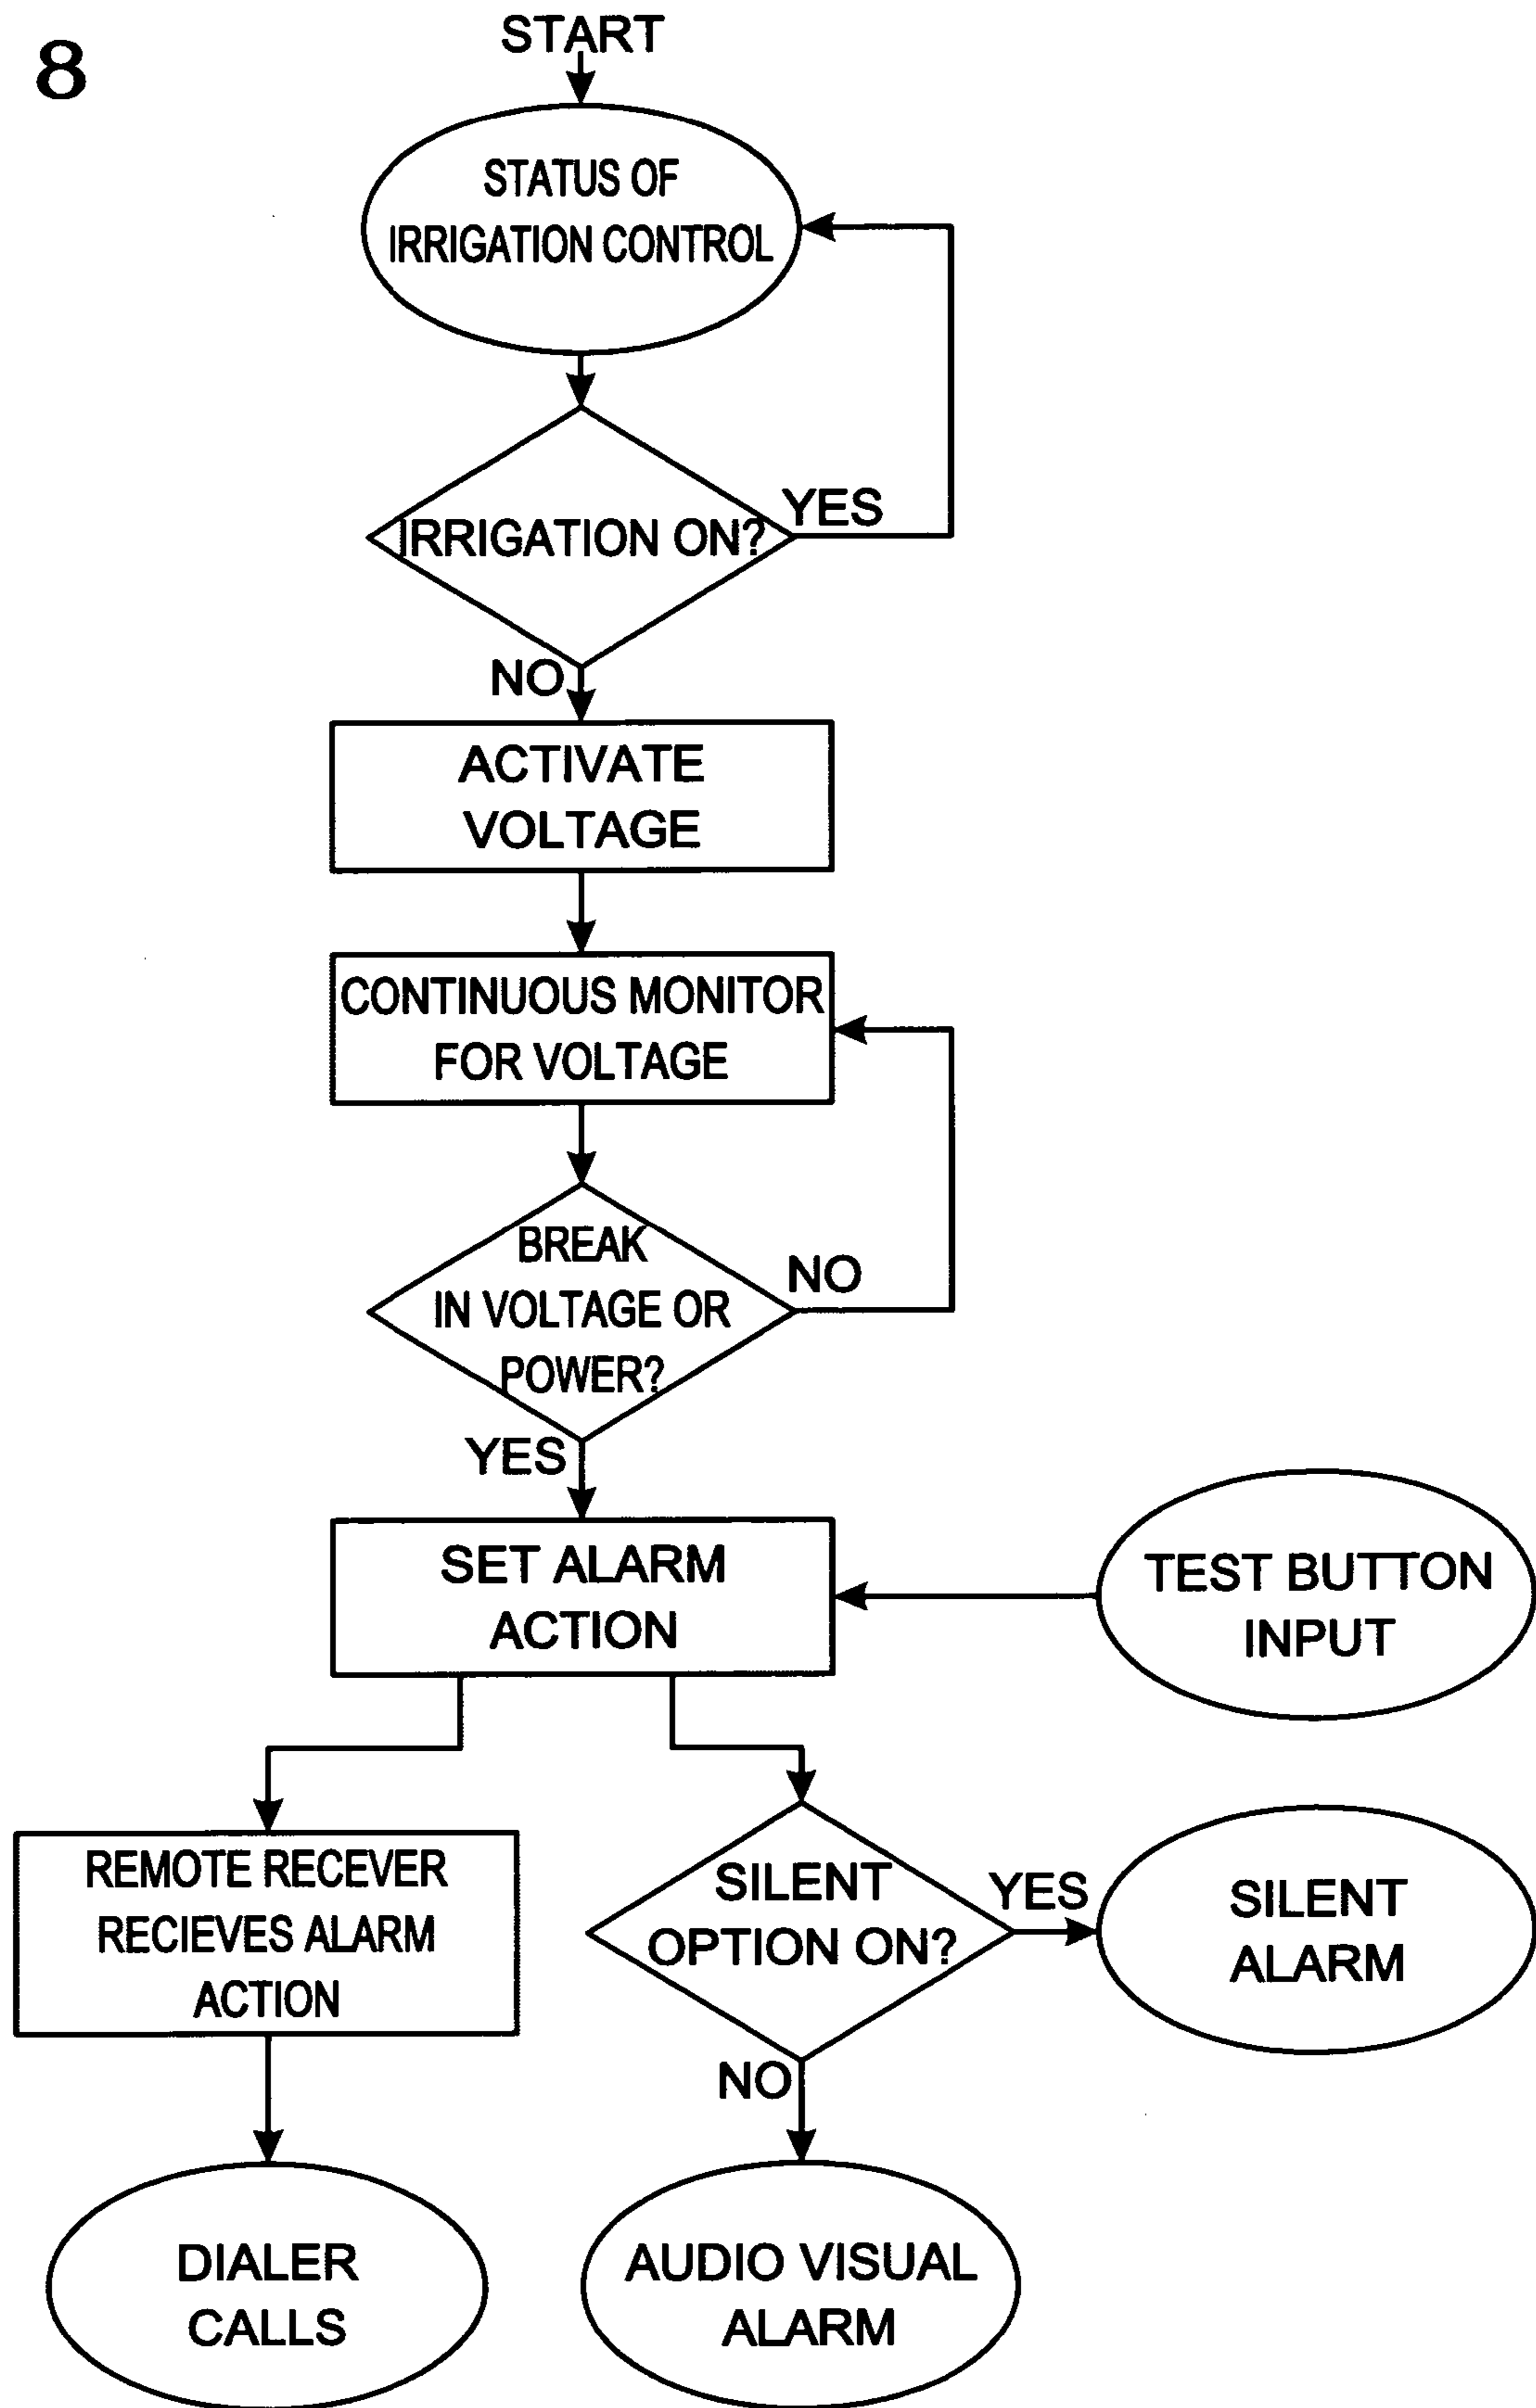 8
START
STATUS OF
IRRIGATION CONTROL
IRRIGATION ON?
YES
NO
ACTIVATE
VOLTAGE
CONTINUOUS MONITOR
FOR VOLTAGE
BREAK
IN VOLTAGE OR
POWER?
NO
YES
SET ALARM
ACTION
TEST BUTTON
INPUT
REMOTE RECEVER
RECIEVES ALARM
ACTION
SILENT
OPTION ON?
YES
SILENT
ALARM
NO
DIALER
CALLS
AUDIO VISUAL
ALARM